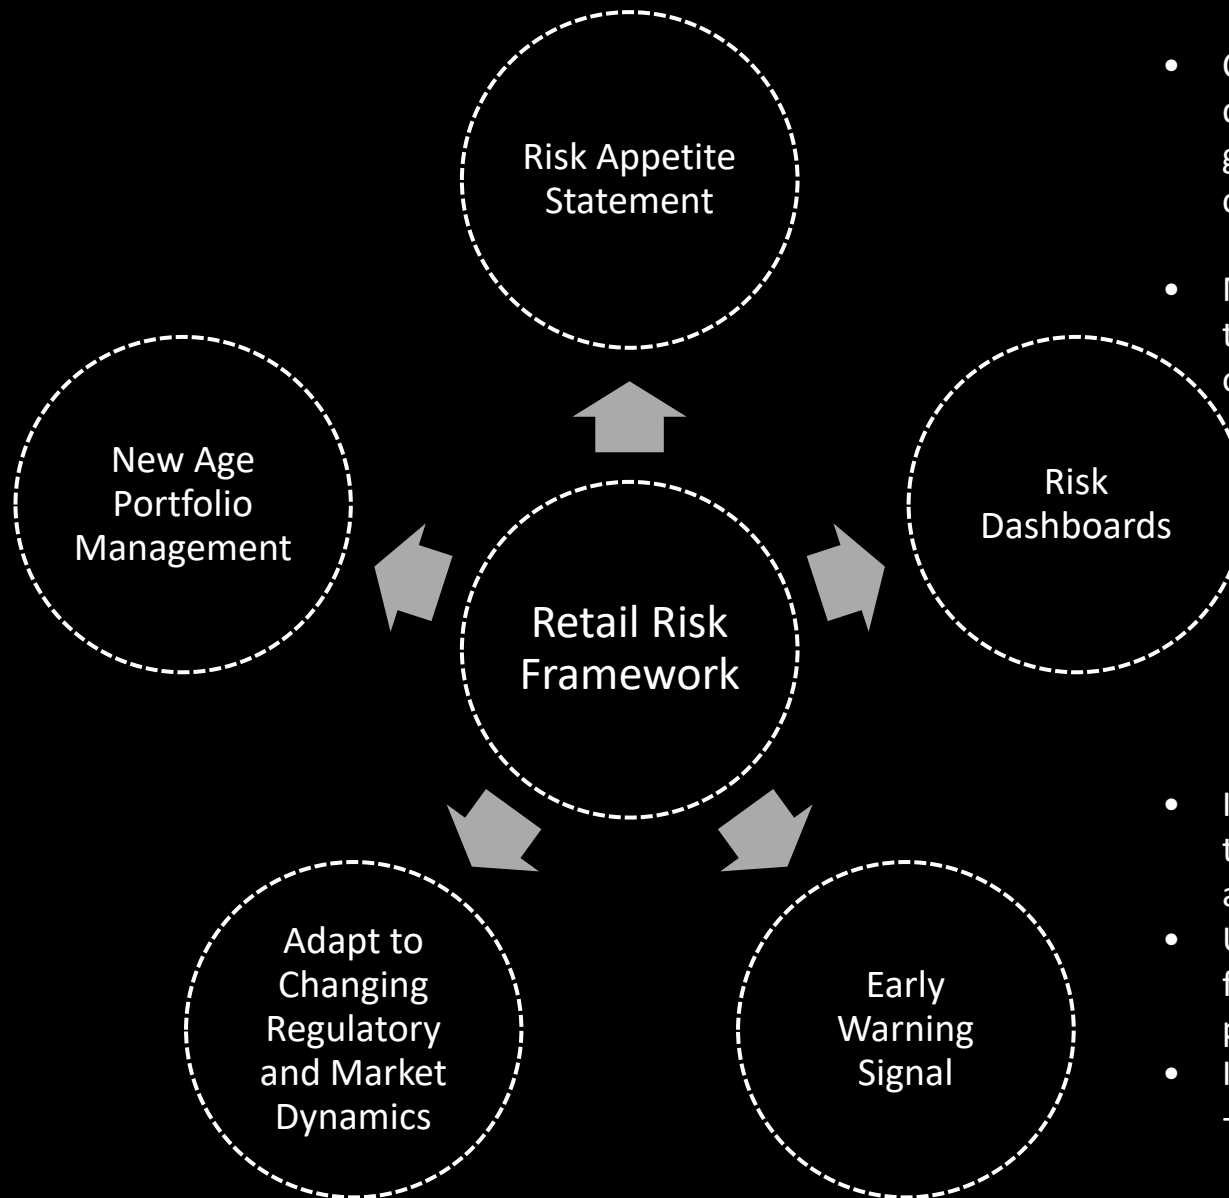 Risk Appetite
Statement
New Age
Portfolio
Management
Risk
Dashboards
Retail Risk
Framework
Adapt to
Changing
Regulatory
and Market
Dynamics
Early
Warning
Signal